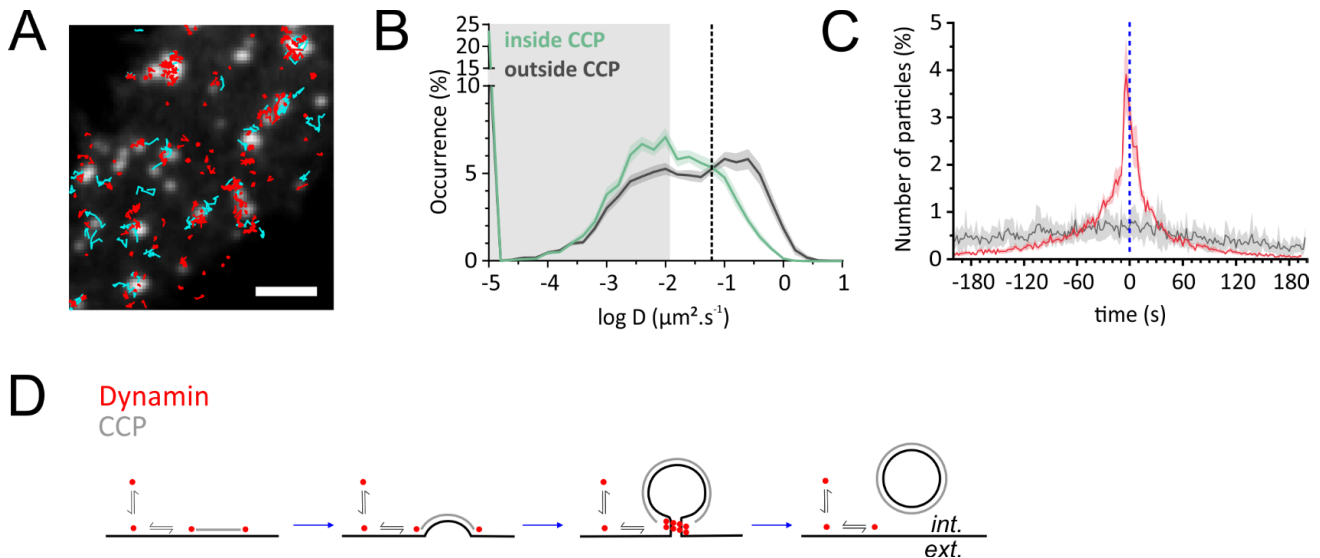 A
B
25
20
15
10
5
0
inside CCP
outside CCP
Occurrence (%)
-5
-4
-3
-2
-1
0
1
log D (µm².s⁻¹)
C
5
4
3
2
1
0
Number of particles (%)
-180
-120
-60
0
60
120
180
time (s)
D
Dynamin
CCP
int.
ext.